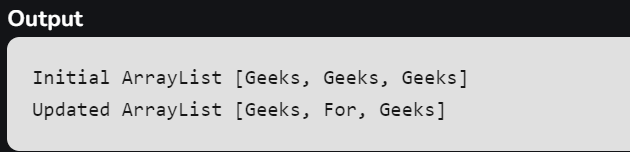 Output
Initial ArrayList [Geeks, Geeks, Geeks]
Updated ArrayList [Geeks, For, Geeks]